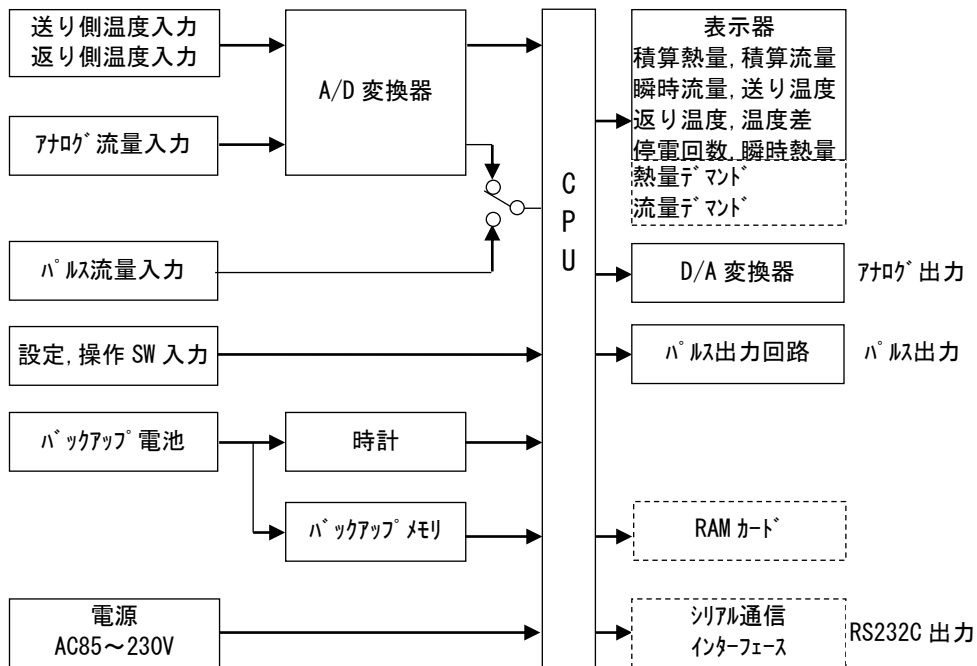 送り側温度入力
返り側温度入力
A/D 変換器
ｱﾅﾛｸﾞ流量入力
ﾊﾟﾙｽ流量入力
設定, 操作 SW 入力
ﾊﾞｯｸｱｯﾌﾟ電池
時計
ﾊﾞｯｸｱｯﾌﾟﾒﾓﾘ
電源
AC85～230V
C
P
U
表示器
積算熱量, 積算流量
瞬時流量, 送り温度
返り温度, 温度差
停電回数, 瞬時熱量
熱量ﾃﾞﾏﾝﾄﾞ
流量ﾃﾞﾏﾝﾄﾞ
D/A 変換器
ｱﾅﾛｸﾞ出力
ﾊﾟﾙｽ出力回路
ﾊﾟﾙｽ出力
RAM ｶｰﾄﾞ
ｼﾘｱﾙ通信
ｲﾝﾀｰﾌｪｰｽ
RS232C 出力